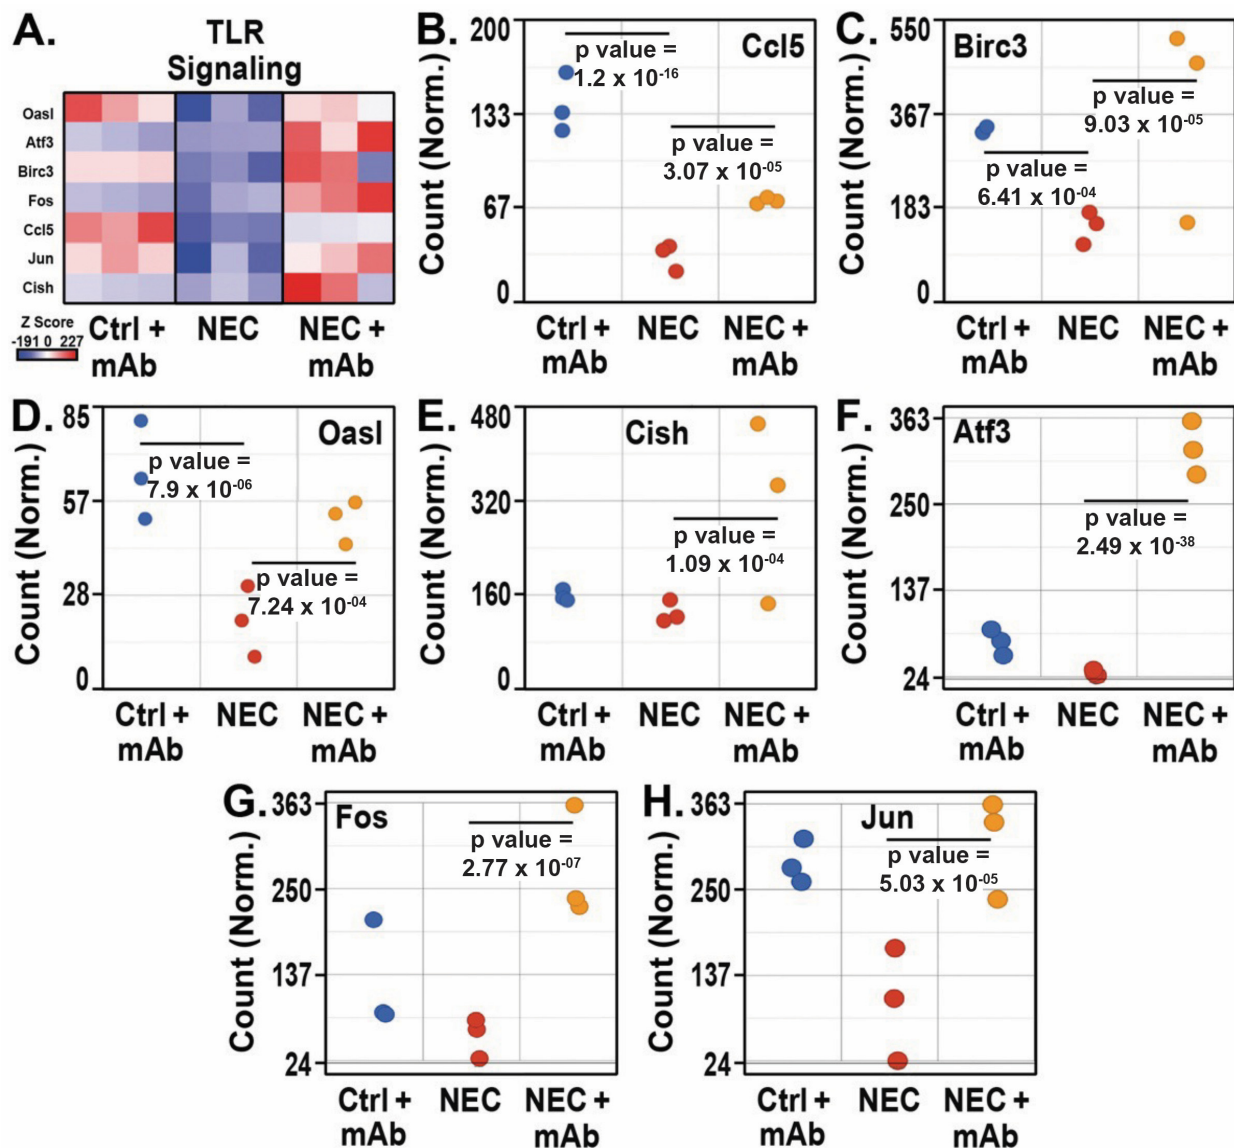 A.
TLR
Signaling
Oasl
Atf3
Birc3
Fos
Ccl5
Jun
Cish
Z Score
-191 0 227
Ctrl +
mAb
NEC
NEC +
mAb
B.
Ccl5
Count (Norm.)
200
133
67
0
p value =
1.2 x 10-16
p value =
3.07 x 10-05
Ctrl +
mAb
NEC
NEC +
mAb
C.
Birc3
Count (Norm.)
550
367
183
0
p value =
9.03 x 10-05
p value =
6.41 x 10-04
Ctrl +
mAb
NEC
NEC +
mAb
D.
Oasl
Count (Norm.)
85
57
28
0
p value =
7.9 x 10-06
p value =
7.24 x 10-04
Ctrl +
mAb
NEC
NEC +
mAb
E.
Cish
Count (Norm.)
480
320
160
0
p value =
1.09 x 10-04
Ctrl +
mAb
NEC
NEC +
mAb
F.
Atf3
Count (Norm.)
363
250
137
24
p value =
2.49 x 10-38
Ctrl +
mAb
NEC
NEC +
mAb
G.
Fos
Count (Norm.)
363
250
137
24
p value =
2.77 x 10-07
Ctrl +
mAb
NEC
NEC +
mAb
H.
Jun
Count (Norm.)
363
250
137
24
p value =
5.03 x 10-05
Ctrl +
mAb
NEC
NEC +
mAb